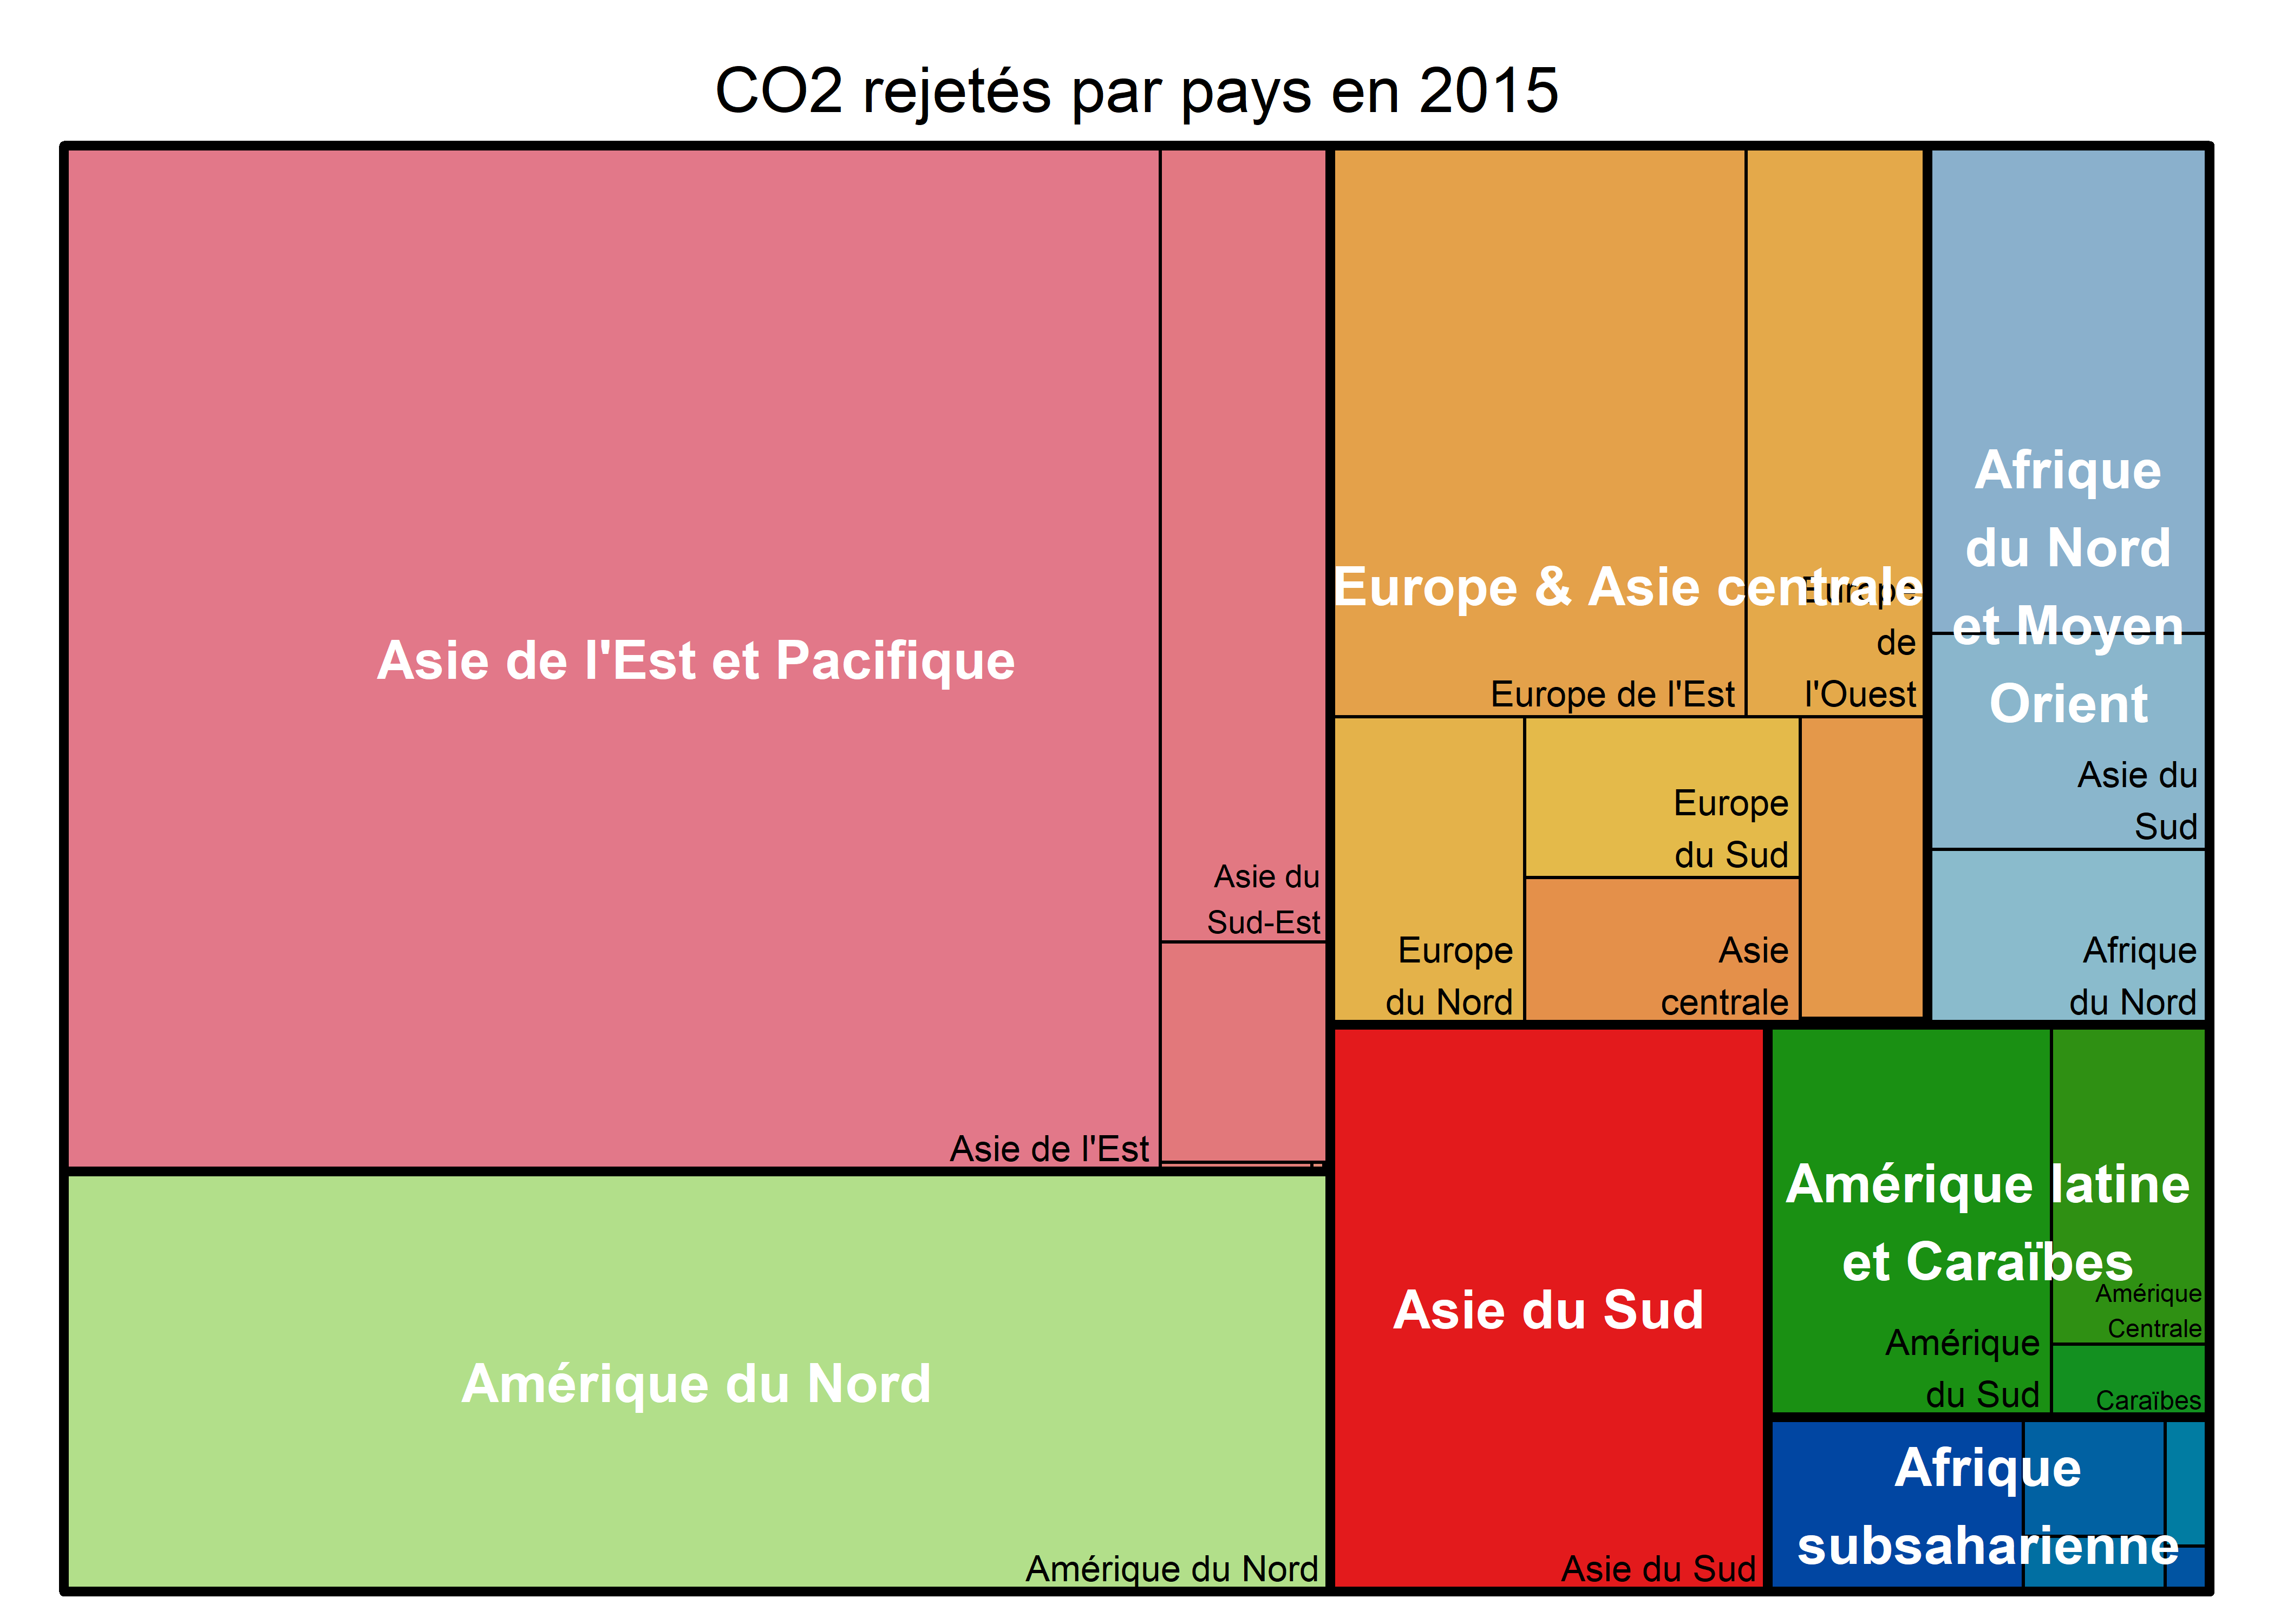 CO2 rejetés par pays en 2015
Asie de l'Est et Pacifique
Asie du
Sud-Est
Asie de l'Est
Amérique du Nord
Amérique du Nord
Europe & Asie centrale
Europe de l'Est
Europe
de
l'Ouest
Europe
du Nord
Europe
du Sud
Asie
centrale
Afrique
du Nord
et Moyen
Orient
Asie du
Sud
Afrique
du Nord
Asie du Sud
Asie du Sud
Amérique latine
et Caraïbes
Amérique
du Sud
Amérique
Centrale
Caraïbes
Afrique
subsaharienne